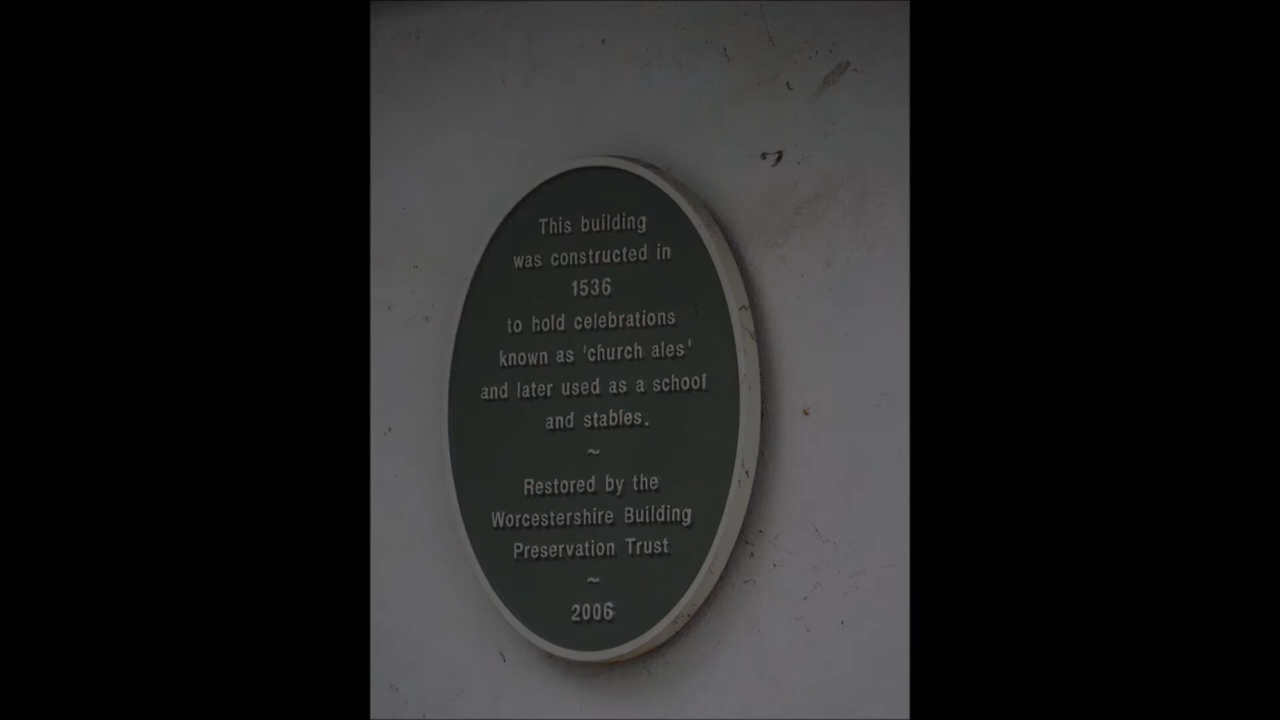 This building
was constructed in
1536
to hold celebrations
known as 'church ales'
and later used as a school
and stables.
~
Restored by the
Worcestershire Building
Preservation Trust
~
2006